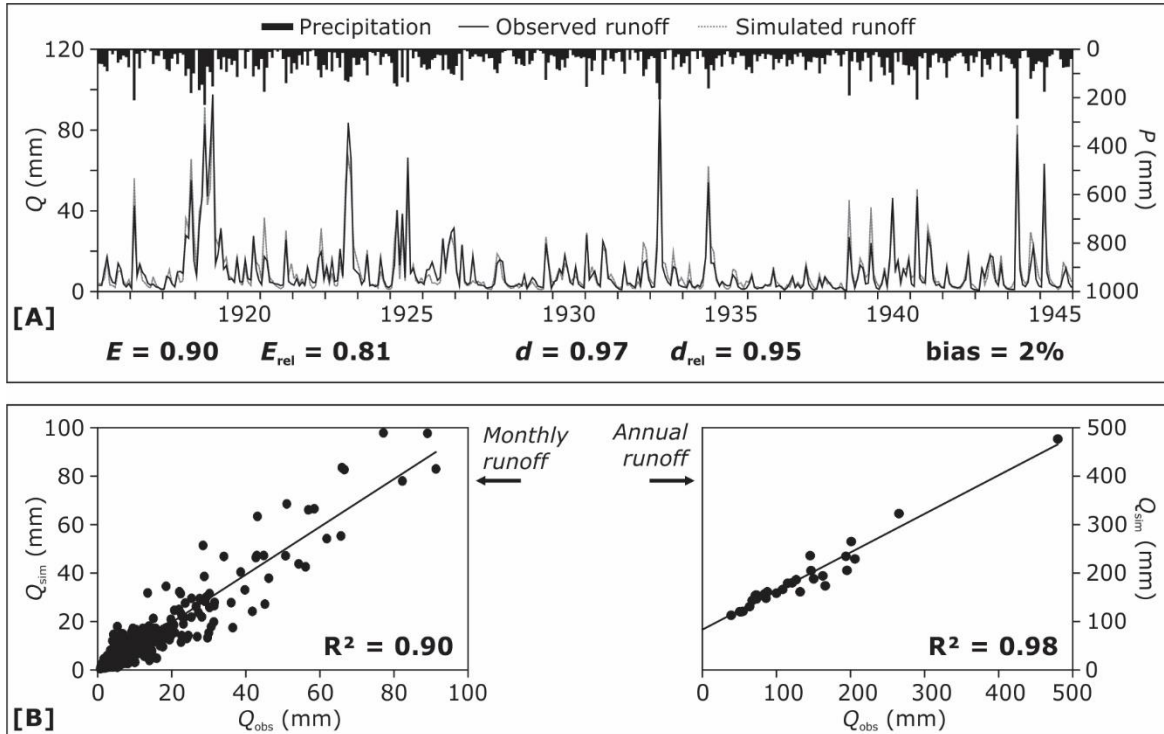 Precipitation Observed runoff Simulated runoff
120 0
80 200
40 400
0 600
800
1000
Q (mm)
P (mm)
1920 1925 1930 1935 1940 1945
[A]
E = 0.90 Erel = 0.81 d = 0.97 drel = 0.95 bias = 2%
100
80
60
40
20
0
Qsim (mm)
0 20 40 60 80 100
Qobs (mm)
R² = 0.90
Monthly
runoff
Annual
runoff
500
400
300
200
100
0
Qsim (mm)
0 100 200 300 400 500
Qobs (mm)
R² = 0.98
[B]